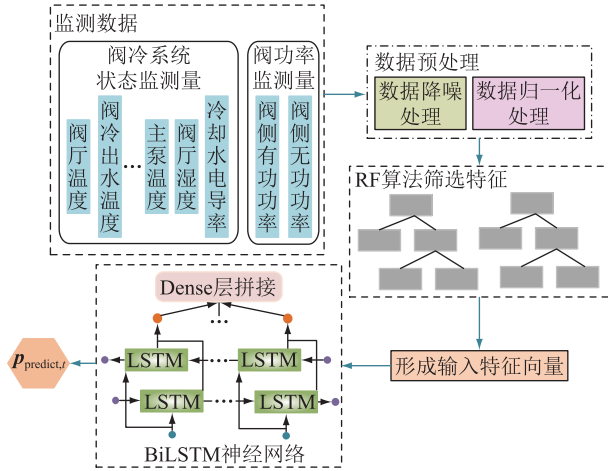 监测数据
阀冷系统
状态监测量
阀厅温度
阀冷出水温度
…
主泵温度
阀厅湿度
冷却水电导率
阀功率
监测量
阀侧有功功率
阀侧无功功率
数据预处理
数据降噪
处理
数据归一化
处理
RF算法筛选特征
形成输入特征向量
Dense层拼接
…
LSTM
…
LSTM
LSTM
…
LSTM
BiLSTM神经网络
p predict,t